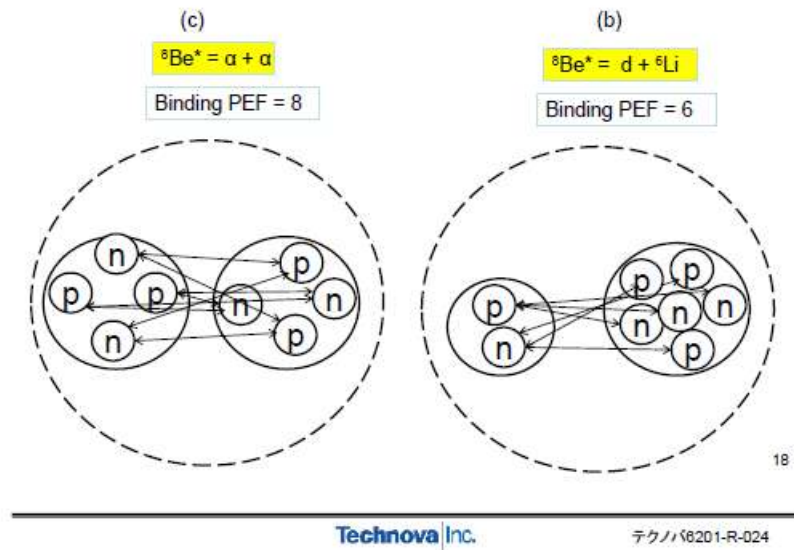 (c)
⁸Be* = α + α
Binding PEF = 8
n
p
p
n
p
n
n
p
(b)
⁸Be* = d + ⁶Li
Binding PEF = 6
p
n
p
p
n
n
n
p
18
Technova Inc.
テクノバ6201-R-024